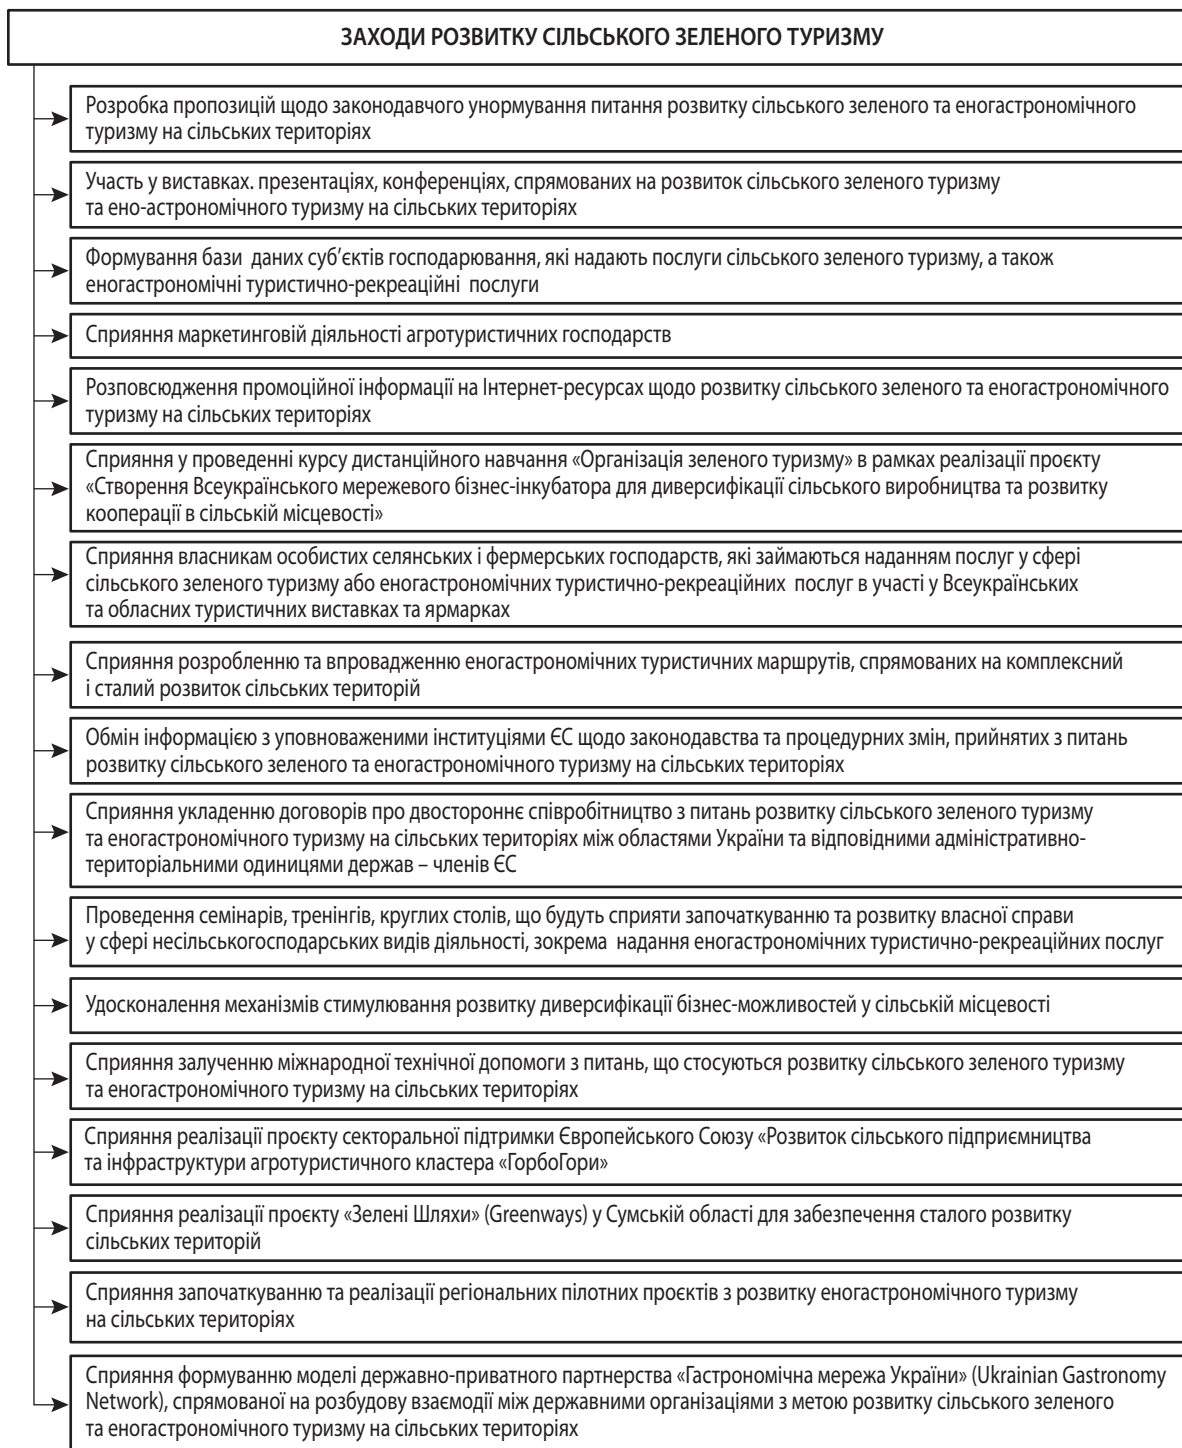 ЗАХОДИ РОЗВИТКУ СІЛЬСЬКОГО ЗЕЛЕНОГО ТУРИЗМУ
Розробка пропозицій щодо законодавчого унормування питання розвитку сільського зеленого та еногастрономічного
туризму на сільських територіях
Участь у виставках. презентаціях, конференціях, спрямованих на розвиток сільського зеленого туризму
та ено-астрономічного туризму на сільських територіях
Формування бази даних суб’єктів господарювання, які надають послуги сільського зеленого туризму, а також
еногастрономічні туристично-рекреаційні послуги
Сприяння маркетинговій діяльності агротуристичних господарств
Розповсюдження промоційної інформації на Інтернет-ресурсах щодо розвитку сільського зеленого та еногастрономічного
туризму на сільських територіях
Сприяння у проведенні курсу дистанційного навчання «Організація зеленого туризму» в рамках реалізації проєкту
«Створення Всеукраїнського мережевого бізнес-інкубатора для диверсифікації сільського виробництва та розвитку
кооперації в сільській місцевості»
Сприяння власникам особистих селянських і фермерських господарств, які займаються наданням послуг у сфері
сільського зеленого туризму або еногастрономічних туристично-рекреаційних послуг в участі у Всеукраїнських
та обласних туристичних виставках та ярмарках
Сприяння розробленню та впровадженню еногастрономічних туристичних маршрутів, спрямованих на комплексний
і сталий розвиток сільських територій
Обмін інформацією з уповноваженими інституціями ЄС щодо законодавства та процедурних змін, прийнятих з питань
розвитку сільського зеленого та еногастрономічного туризму на сільських територіях
Сприяння укладенню договорів про двостороннє співробітництво з питань розвитку сільського зеленого туризму
та еногастрономічного туризму на сільських територіях між областями України та відповідними адміністративно-
територіальними одиницями держав – членів ЄС
Проведення семінарів, тренінгів, круглих столів, що будуть сприяти започаткуванню та розвитку власної справи
у сфері несільськогосподарських видів діяльності, зокрема надання еногастрономічних туристично-рекреаційних послуг
Удосконалення механізмів стимулювання розвитку диверсифікації бізнес-можливостей у сільській місцевості
Сприяння залученню міжнародної технічної допомоги з питань, що стосуються розвитку сільського зеленого туризму
та еногастрономічного туризму на сільських територіях
Сприяння реалізації проєкту секторальної підтримки Європейського Союзу «Розвиток сільського підприємництва
та інфраструктури агротуристичного кластера «ГорбоГори»
Сприяння реалізації проєкту «Зелені Шляхи» (Greenways) у Сумській області для забезпечення сталого розвитку
сільських територій
Сприяння започаткуванню та реалізації регіональних пілотних проєктів з розвитку еногастрономічного туризму
на сільських територіях
Сприяння формуванню моделі державно-приватного партнерства «Гастрономічна мережа України» (Ukrainian Gastronomy
Network), спрямованої на розбудову взаємодії між державними організаціями з метою розвитку сільського зеленого
та еногастрономічного туризму на сільських територіях